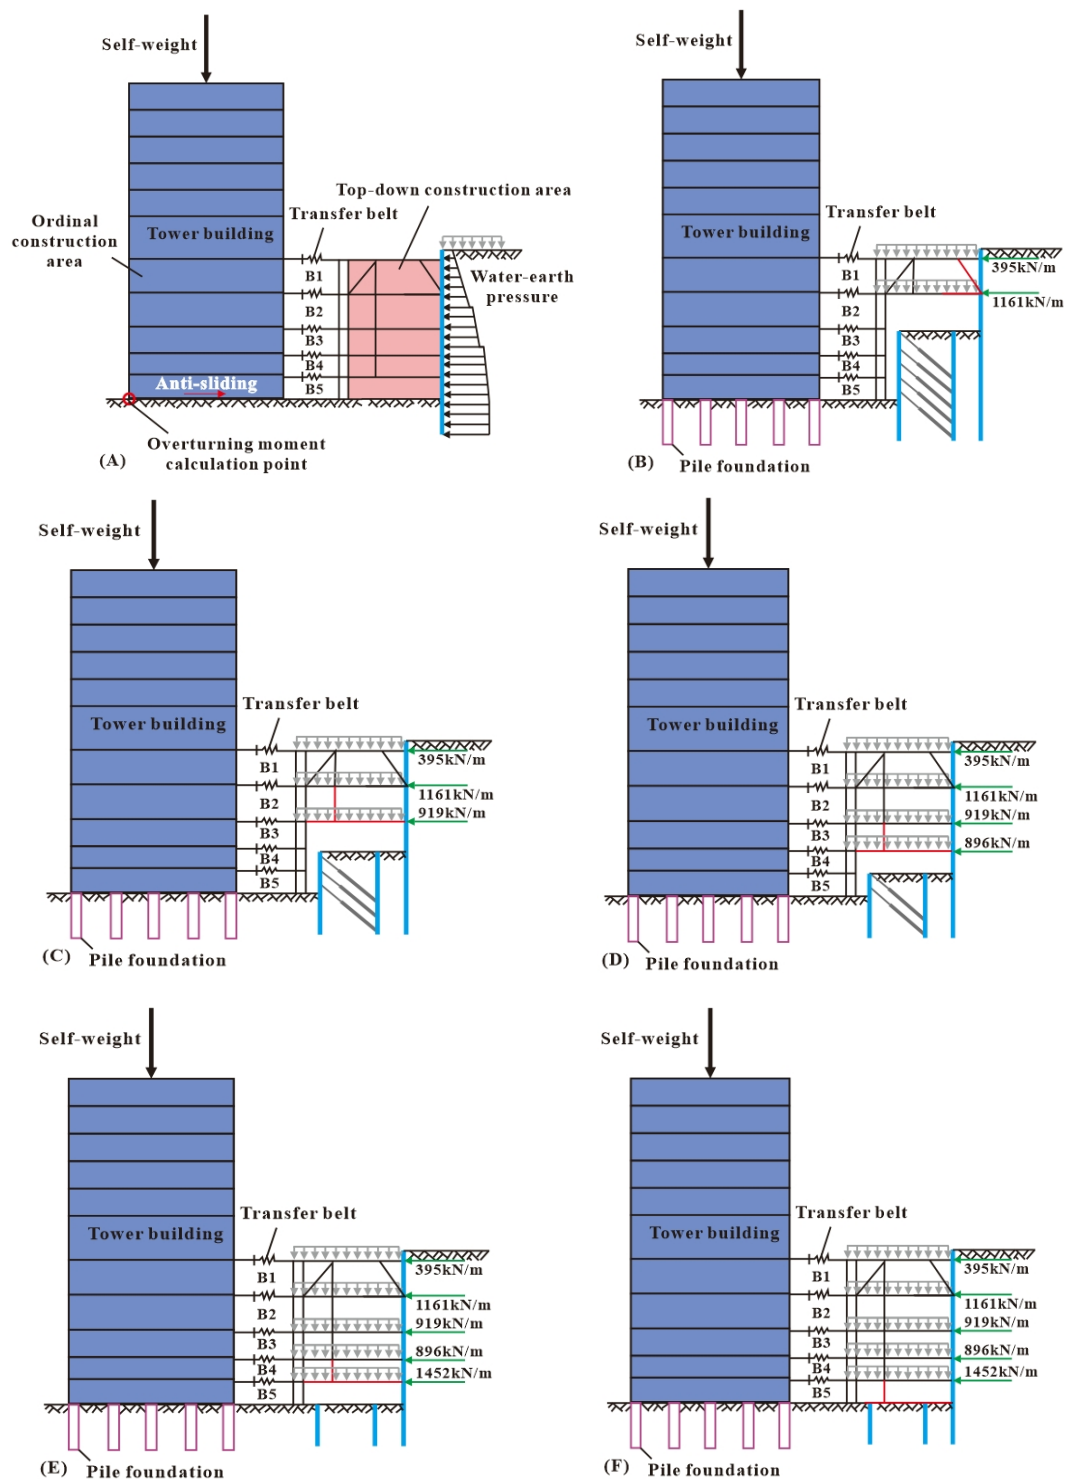 Self-weight
Top-down construction area
Ordinal
construction
area
Transfer belt
Tower building
B1
B2
B3
B4
B5
Water-earth
pressure
Anti-sliding
Overturning moment
calculation point
(A)
Self-weight
Transfer belt
Tower building
B1
B2
B3
B4
B5
395kN/m
1161kN/m
Pile foundation
(B)
Self-weight
Transfer belt
Tower building
B1
B2
B3
B4
B5
395kN/m
1161kN/m
919kN/m
Pile foundation
(C)
Self-weight
Transfer belt
Tower building
B1
B2
B3
B4
B5
395kN/m
1161kN/m
919kN/m
896kN/m
Pile foundation
(D)
Self-weight
Transfer belt
Tower building
B1
B2
B3
B4
B5
395kN/m
1161kN/m
919kN/m
896kN/m
1452kN/m
Pile foundation
(E)
Self-weight
Transfer belt
Tower building
B1
B2
B3
B4
B5
395kN/m
1161kN/m
919kN/m
896kN/m
1452kN/m
Pile foundation
(F)